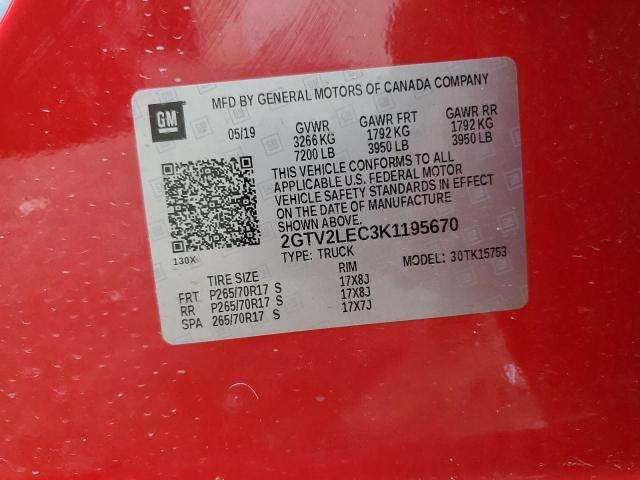 MFD BY GENERAL MOTORS OF CANADA COMPANY
GM
05/19 GVWR GAWR FRT GAWR RR
3266 KG 1792 KG 1792 KG
7200 LB 3950 LB 3950 LB
THIS VEHICLE CONFORMS TO ALL
APPLICABLE U.S. FEDERAL MOTOR
VEHICLE SAFETY STANDARDS IN EFFECT
ON THE DATE OF MANUFACTURE
SHOWN ABOVE.
2GTV2LEC3K1195670
130X TYPE: TRUCK MODEL: 30TK15753
TIRE SIZE RIM
FRT P265/70R17 S 17X8J
RR P265/70R17 S 17X8J
SPA 265/70R17 S 17X7J